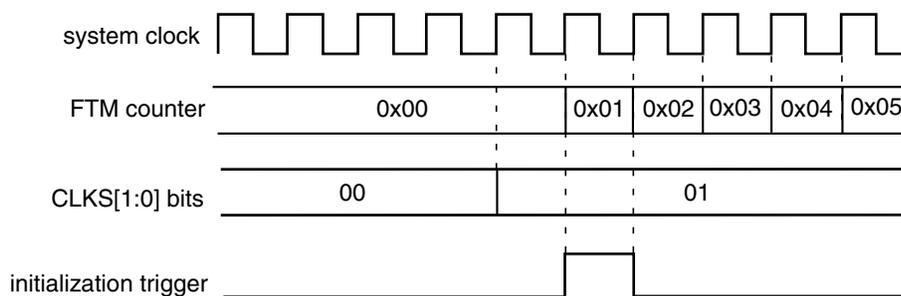 system clock
FTM counter 0x00 0x01 0x02 0x03 0x04 0x05
CLKS[1:0] bits 00 01
initialization trigger